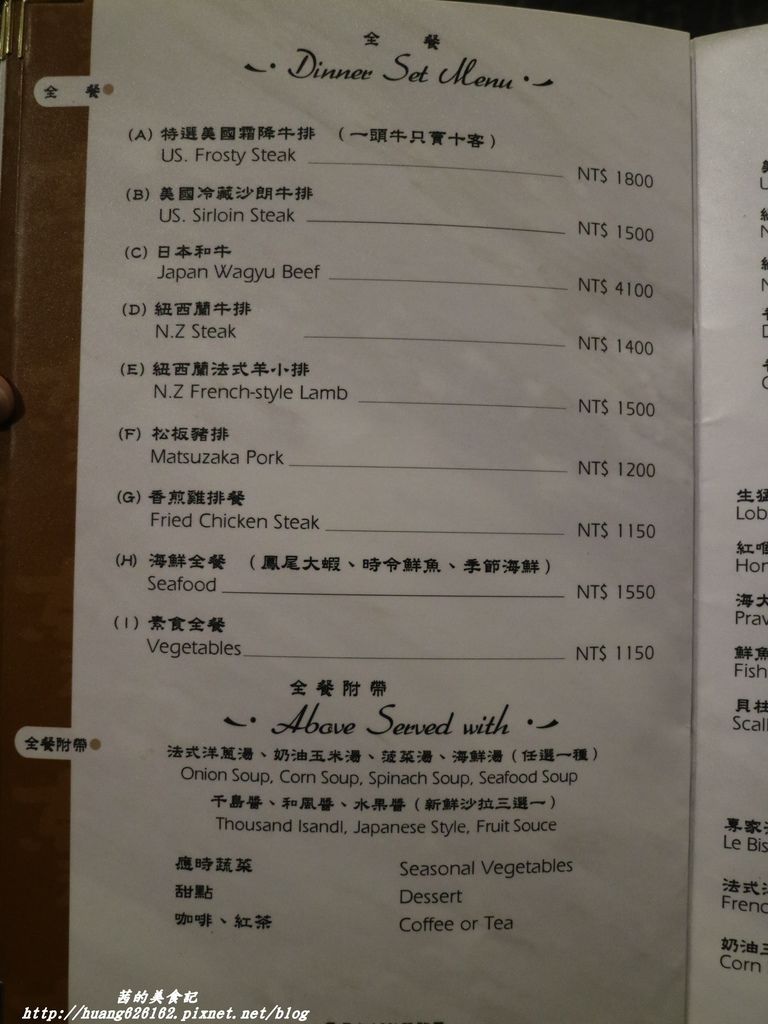 全 餐
Dinner Set Menu
全 餐
(A) 特選美國霜降牛排 (一頭牛只賣十客)
US. Frosty Steak NT$ 1800
(B) 美國冷藏沙朗牛排
US. Sirloin Steak NT$ 1500
(C) 日本和牛
Japan Wagyu Beef NT$ 4100
(D) 紐西蘭牛排
N.Z Steak NT$ 1400
(E) 紐西蘭法式羊小排
N.Z French-style Lamb NT$ 1500
(F) 松板豬排
Matsuzaka Pork NT$ 1200
(G) 香煎雞排餐
Fried Chicken Steak NT$ 1150
(H) 海鮮全餐 (鳳尾大蝦、時令鮮魚、季節海鮮)
Seafood NT$ 1550
(I) 素食全餐
Vegetables NT$ 1150
全餐附帶
Above Served with
全餐附帶
法式洋蔥湯、奶油玉米湯、菠菜湯、海鮮湯(任選一種)
Onion Soup, Corn Soup, Spinach Soup, Seafood Soup
千島醬、和風醬、水果醬(新鮮沙拉三選一)
Thousand Isandl, Japanese Style, Fruit Souce
應時蔬菜 Seasonal Vegetables
甜點 Dessert
咖啡、紅茶 Coffee or Tea
生猛
Lob
紅
Hor
海大
Prav
鮮魚
Fish
貝柱
Scall
專家
Le Bis
法式
Frenc
奶油
Corn
茜的美食記
http://huang626162.pixnet.net/blog